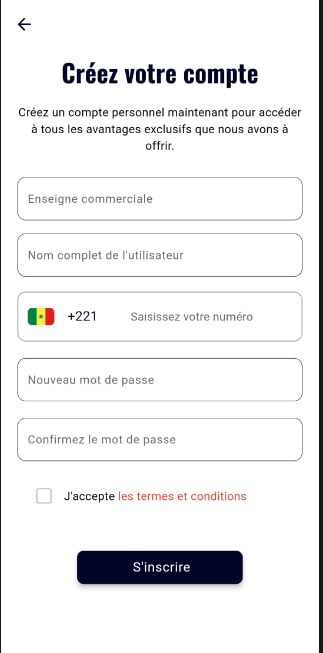 Créez votre compte
Créez un compte personnel maintenant pour accéder
à tous les avantages exclusifs que nous avons à
offrir.
Enseigne commerciale
Nom complet de l'utilisateur
+221 Saisissez votre numéro
Nouveau mot de passe
Confirmez le mot de passe
J'accepte les termes et conditions
S'inscrire